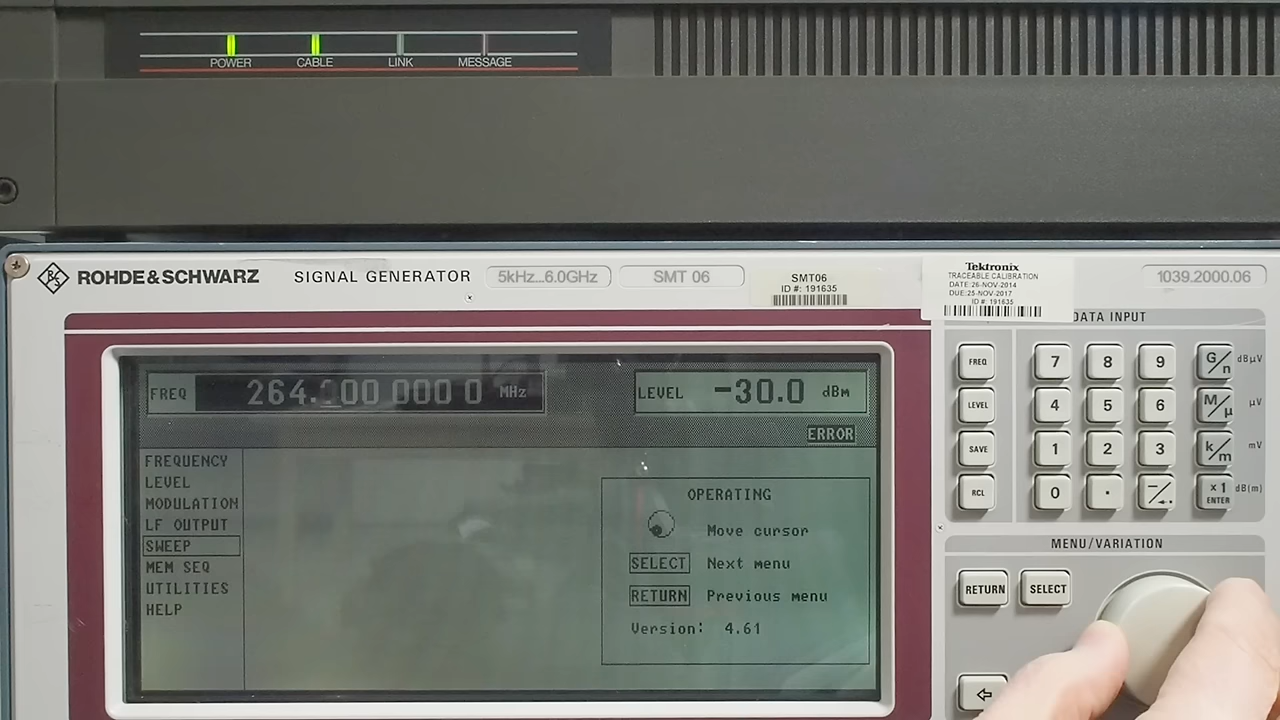 POWER CABLE LINK MESSAGE
ROHDE&SCHWARZ SIGNAL GENERATOR 5kHz...6.0GHz SMT 06
SMT06
ID #: 191635
Tektronix
TRACEABLE CALIBRATION
DATE:26-NOV-2014
DUE:25-NOV-2017
ID #: 191635
1039.2000.06
DATA INPUT
FREQ 264.100 000 0 MHz LEVEL -30.0 dBm
ERROR
FREQUENCY
LEVEL
MODULATION
LF OUTPUT
SWEEP
MEM SEQ
UTILITIES
HELP
OPERATING
Move cursor
SELECT Next menu
RETURN Previous menu
Version: 4.61
FREQ 7 8 9 G/n dBµV
LEVEL 4 5 6 M/µ µV
SAVE 1 2 3 k/m mV
RCL 0 . -/← x1 ENTER dB(m)
MENU/VARIATION
RETURN SELECT